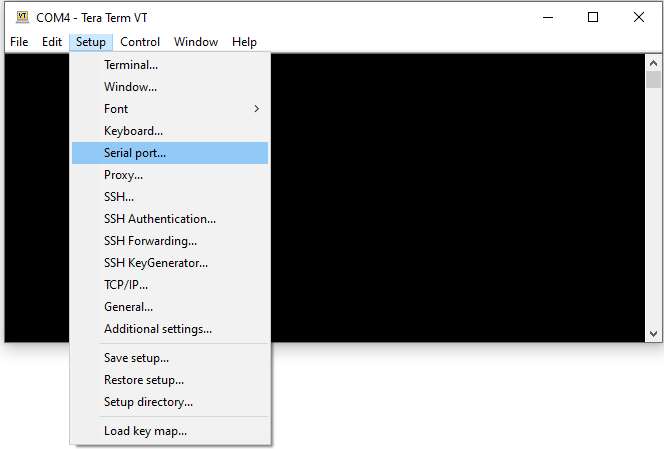 COM4 - Tera Term VT
File Edit Setup Control Window Help
Terminal...
Window...
Font
Keyboard...
Serial port...
Proxy...
SSH...
SSH Authentication...
SSH Forwarding...
SSH KeyGenerator...
TCP/IP...
General...
Additional settings...
Save setup...
Restore setup...
Setup directory...
Load key map...